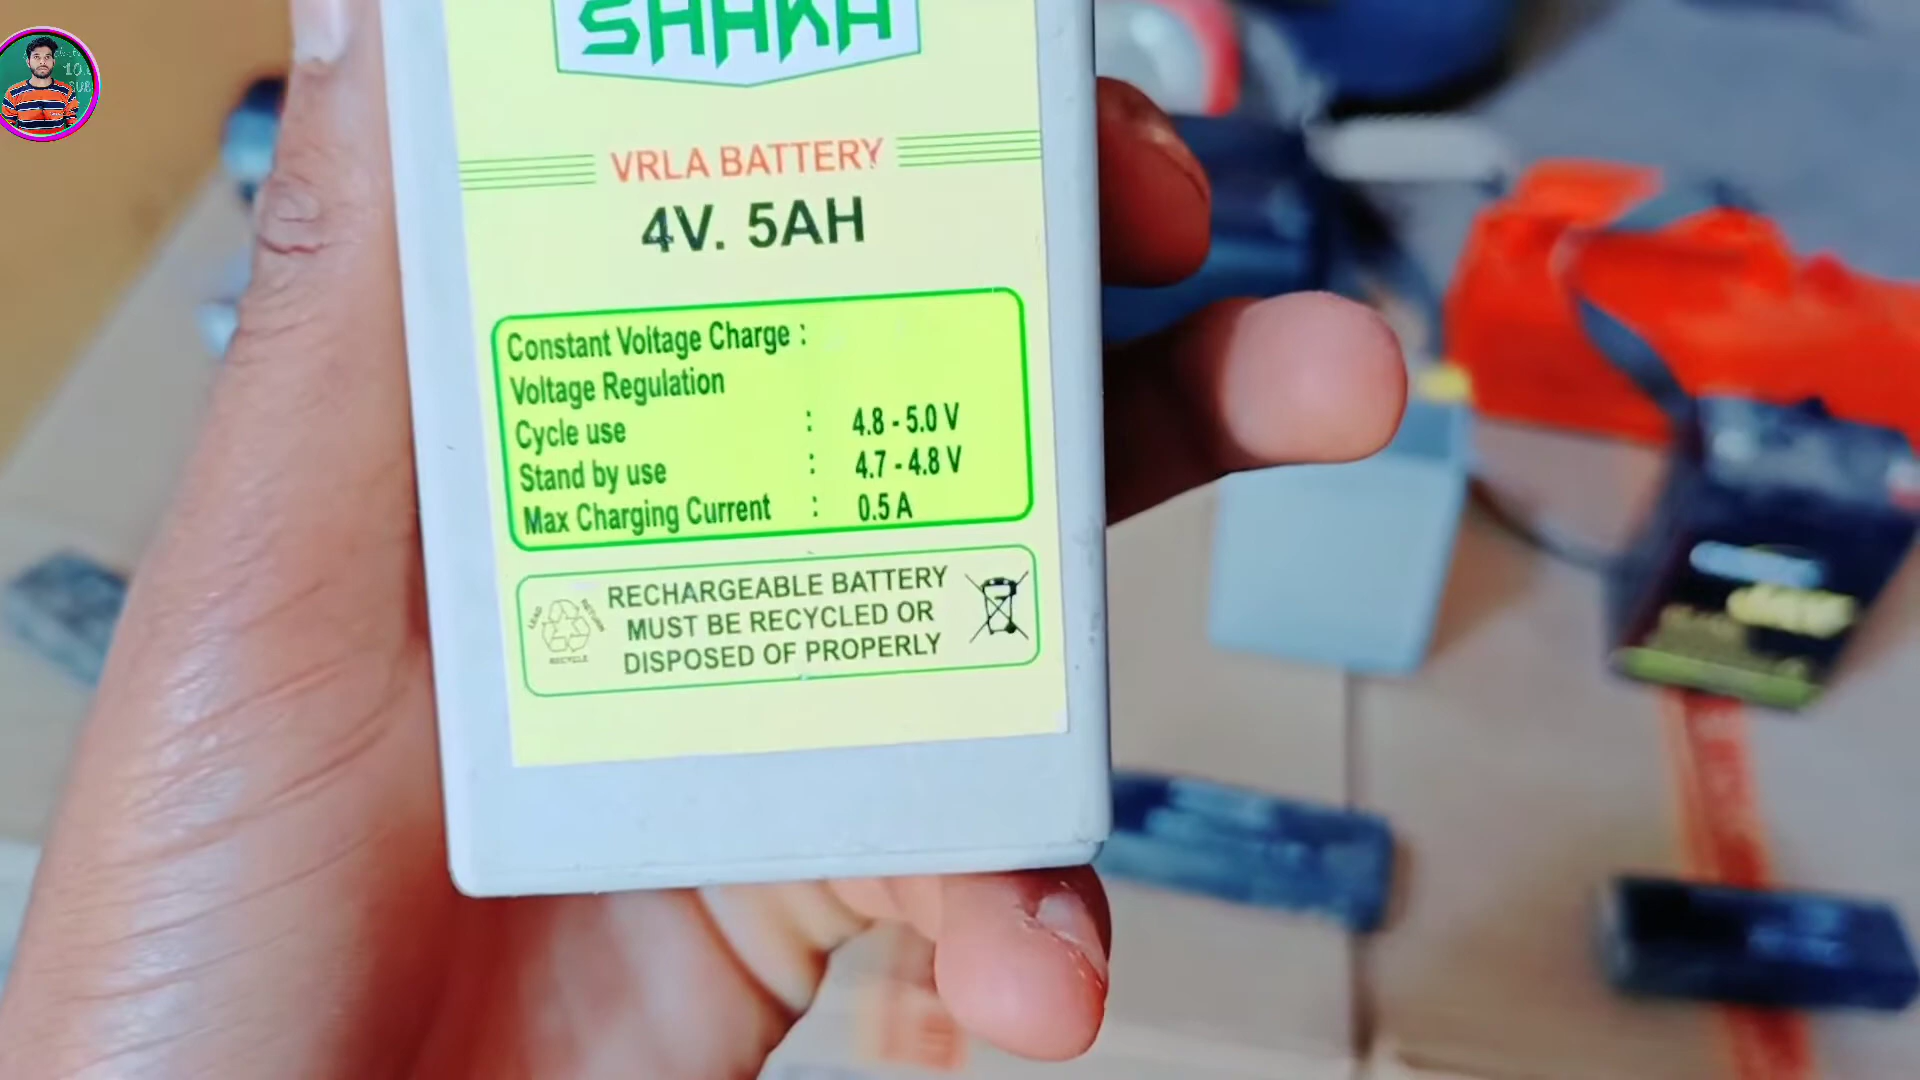 VRLA BATTERY
4V. 5AH
Constant Voltage Charge :
Voltage Regulation
Cycle use : 4.8 - 5.0 V
Stand by use : 4.7 - 4.8 V
Max Charging Current : 0.5 A
RECHARGEABLE BATTERY
MUST BE RECYCLED OR
DISPOSED OF PROPERLY
RECYCLE